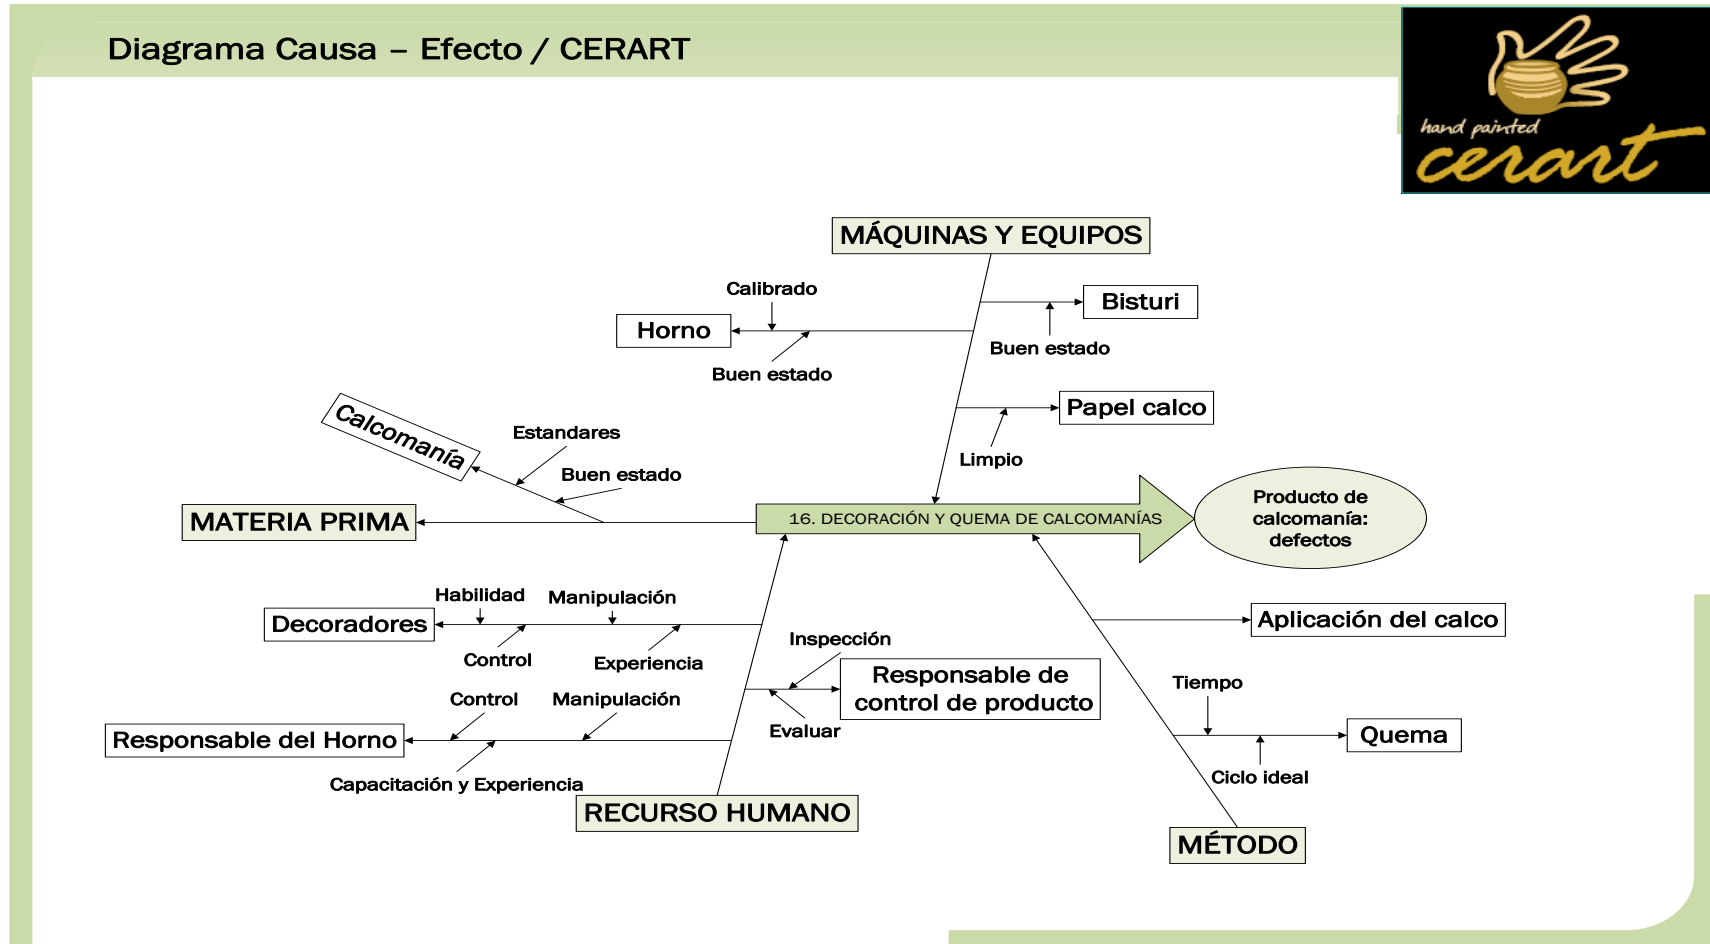 Diagrama Causa – Efecto / CERART
hand painted
cerart
MÁQUINAS Y EQUIPOS
Calibrado
Horno
Buen estado
Bisturi
Buen estado
Papel calco
Limpio
Calcomanía
Estandares
Buen estado
MATERIA PRIMA
16. DECORACIÓN Y QUEMA DE CALCOMANÍAS
Producto de
calcomanía:
defectos
Habilidad
Manipulación
Decoradores
Control
Experiencia
Inspección
Responsable de
control de producto
Evaluar
Control
Manipulación
Responsable del Horno
Capacitación y Experiencia
RECURSO HUMANO
Aplicación del calco
Tiempo
Quema
Ciclo ideal
MÉTODO